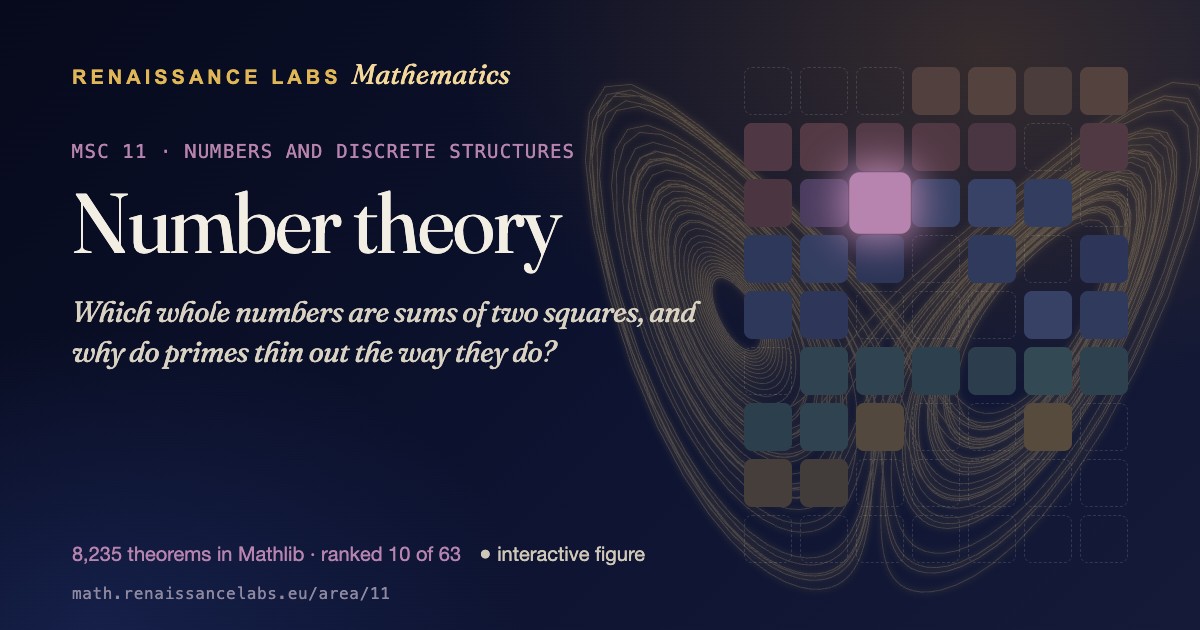 RENAISSANCE LABS Mathematics
MSC 11 · NUMBERS AND DISCRETE STRUCTURES
Number theory
Which whole numbers are sums of two squares, and
why do primes thin out the way they do?
8,235 theorems in Mathlib · ranked 10 of 63 ● interactive figure
math.renaissancelabs.eu/area/11